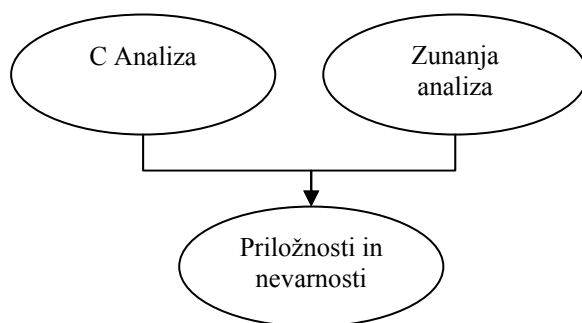 C Analiza
Zunanja
analiza
Priložnosti in
nevarnosti